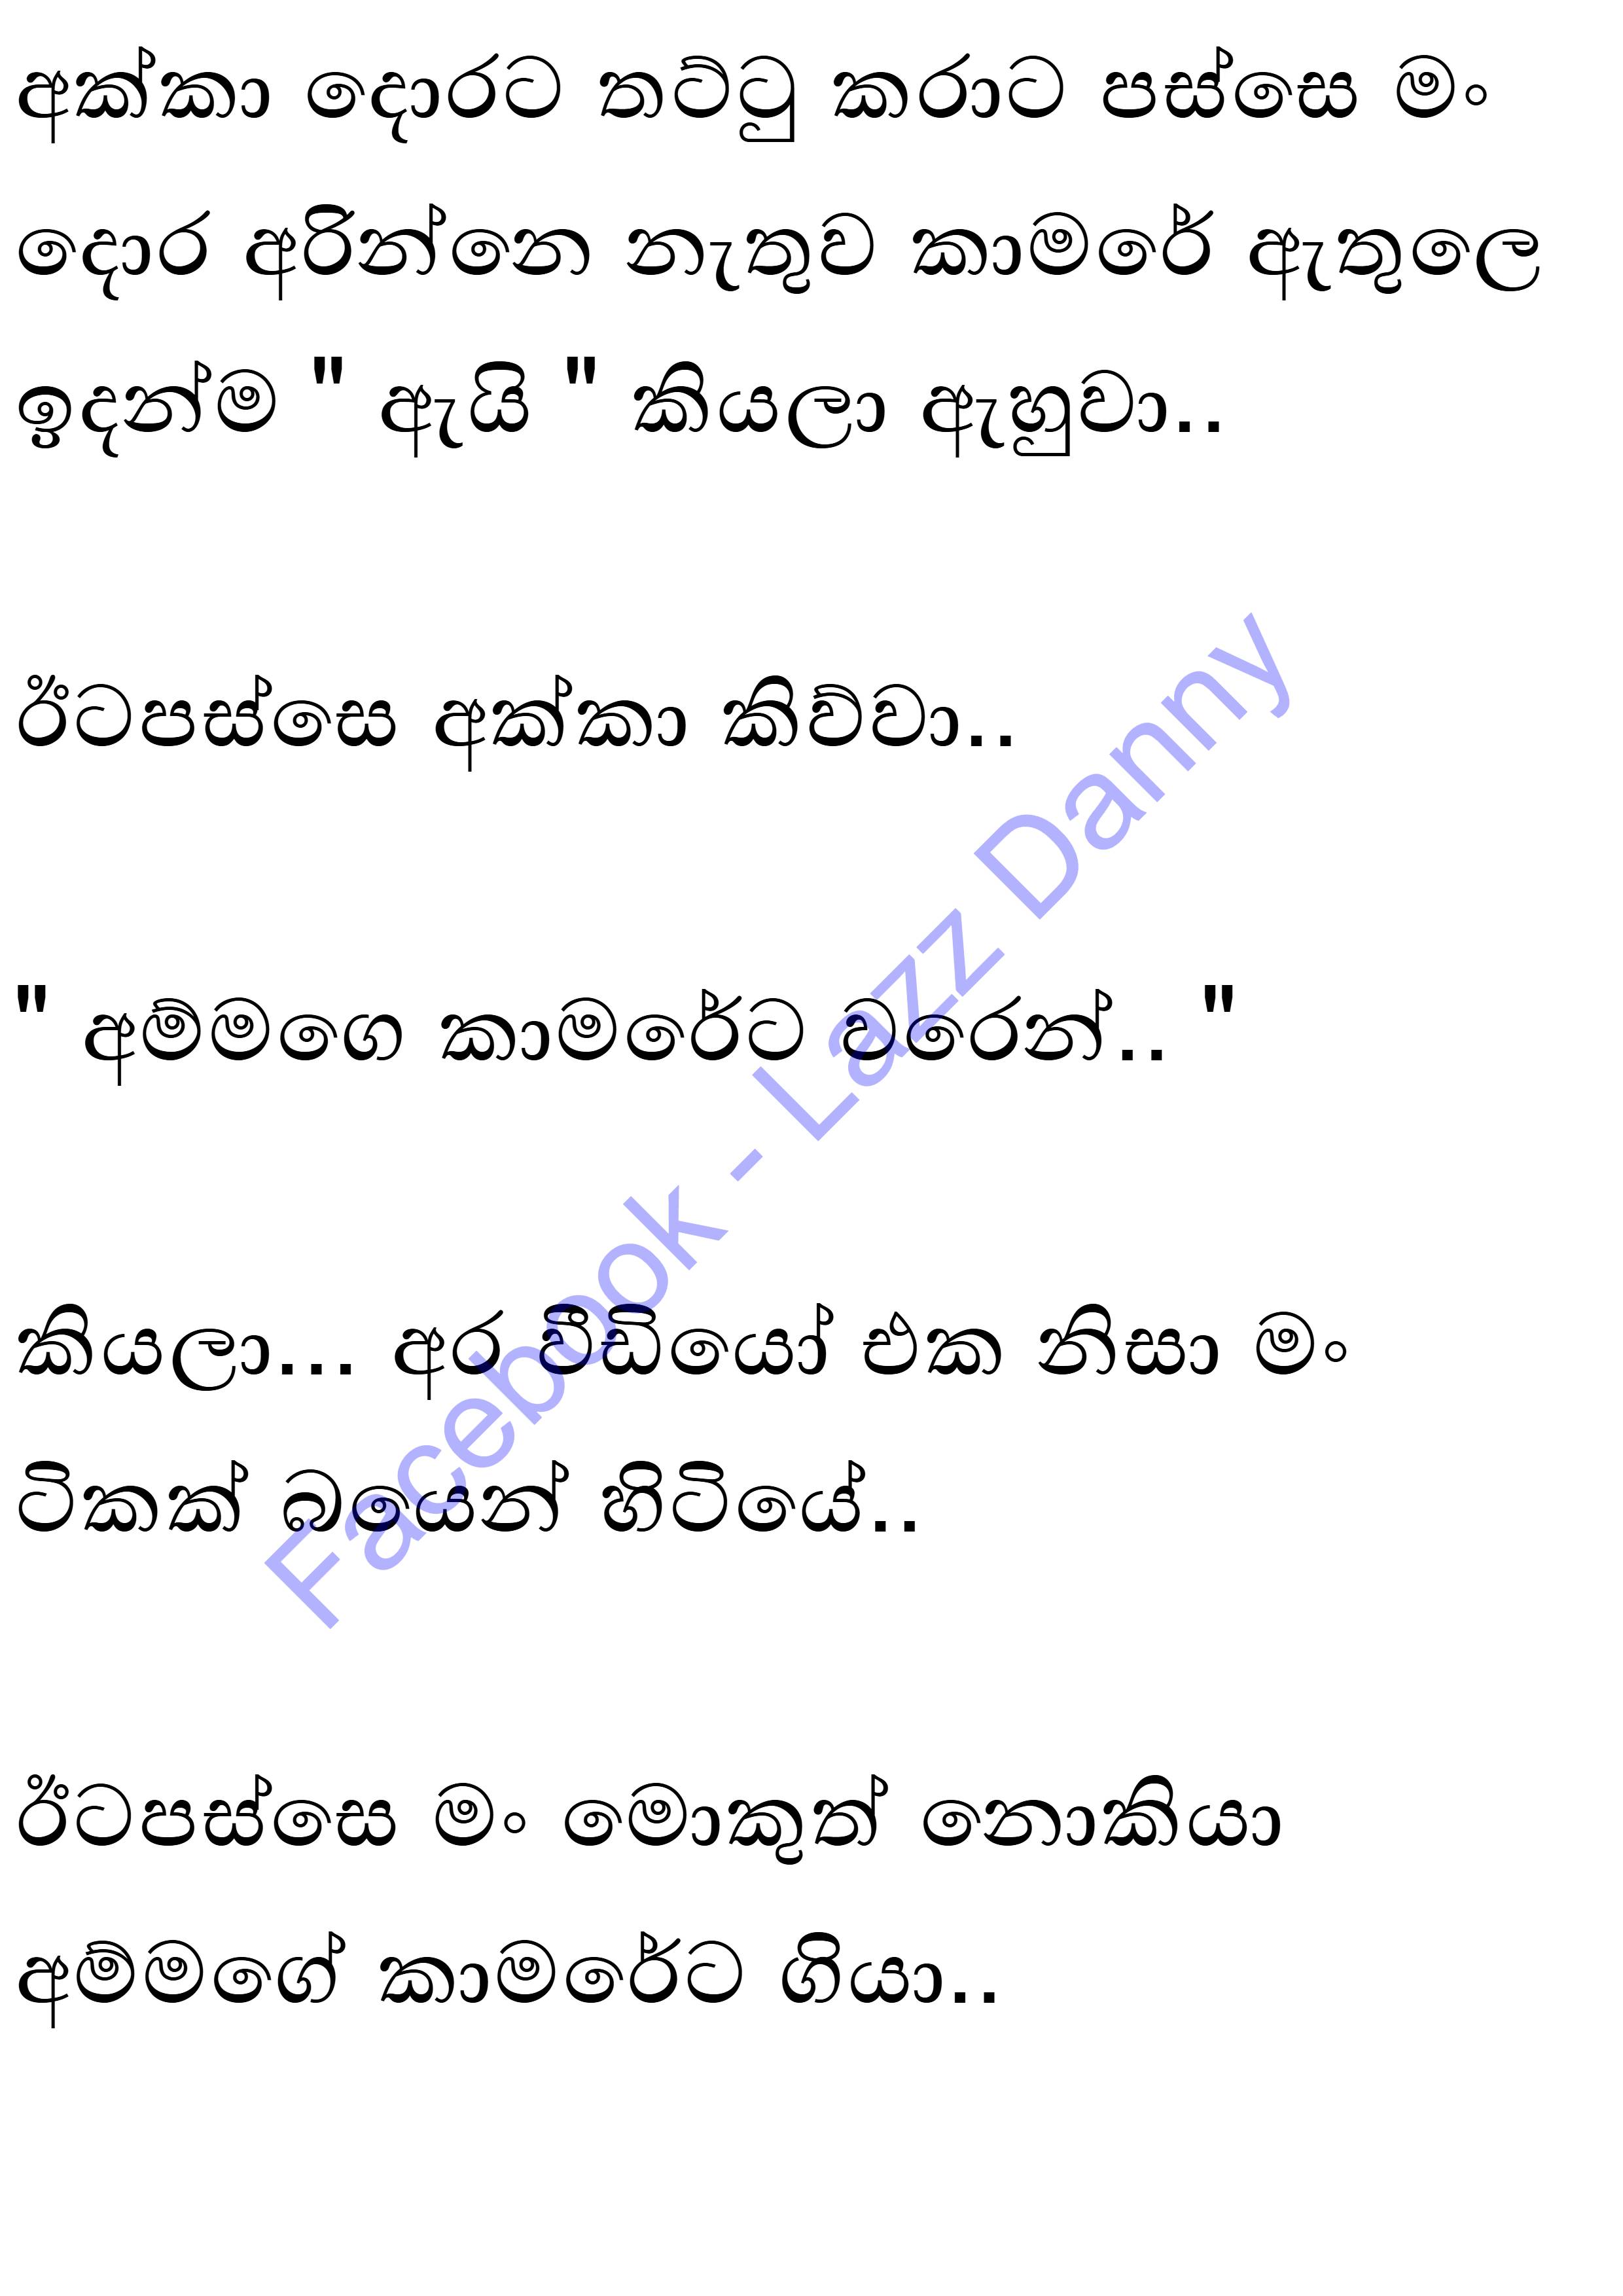 අක්කා දොරට තට්ටු කරාට පස්සෙ මං
දොර අරින්නෙ නැතුව කාමරේ ඇතුලෙ
ඉදන්ම " ඇයි " කියලා ඇහුවා..
ඊටපස්සෙ අක්කා කිව්වා..
" අම්මගෙ කාමරේට වරෙන්.. "
කියලා... අර වීඩියෝ එක නිසා මං
ටිකක් බයෙන් හිටියේ..
ඊටපස්සෙ මං මොකුත් නොකියා
අම්මගේ කාමරේට ගියා..
Facebook - Lazz Danny